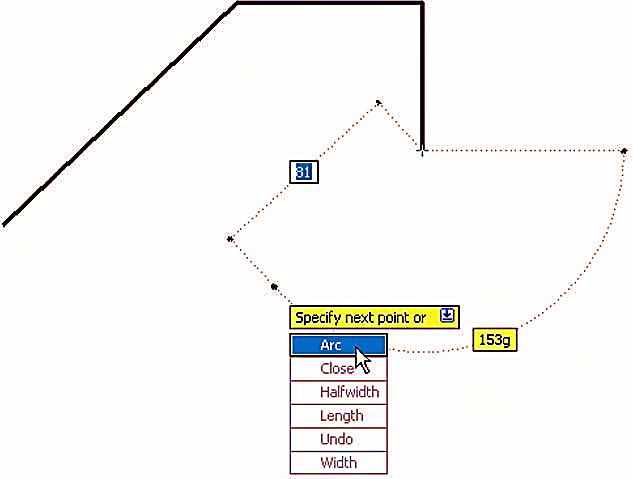 81
Specify next point or
153g
Arc
Close
Halfwidth
Length
Undo
Width